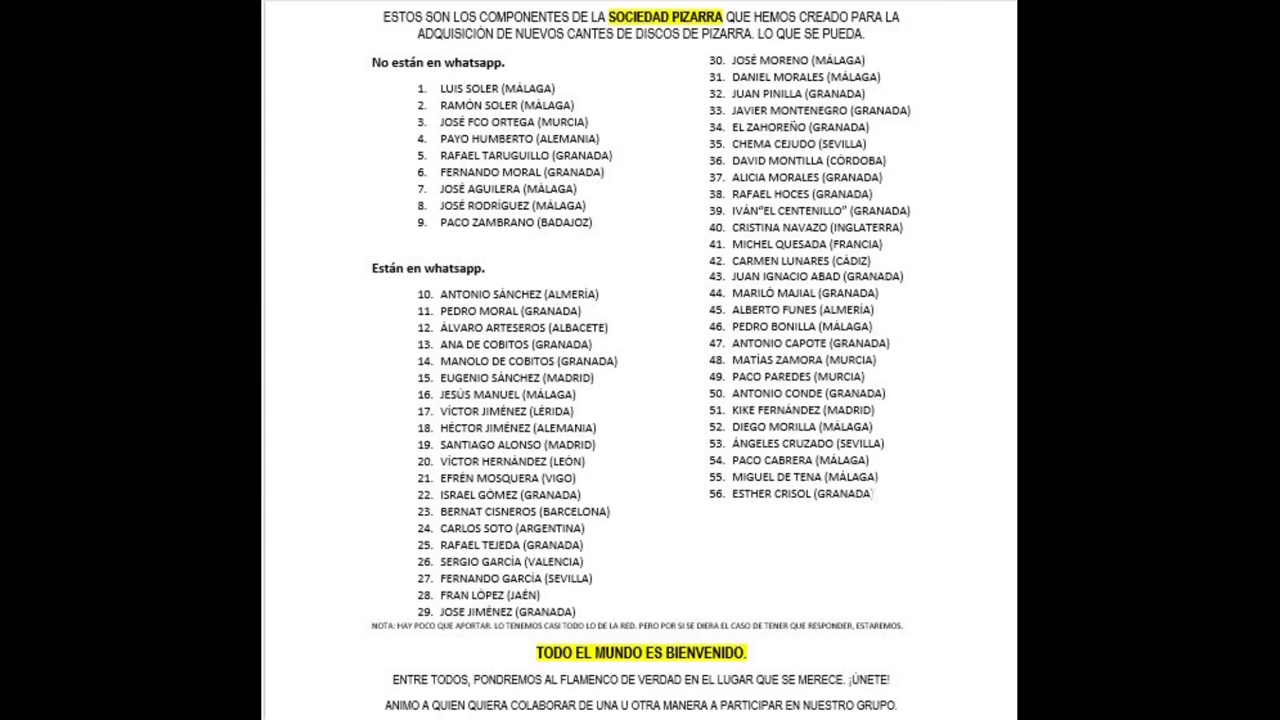 ESTOS SON LOS COMPONENTES DE LA SOCIEDAD PIZARRA QUE HEMOS CREADO PARA LA
ADQUISICIÓN DE NUEVOS CANTES DE DISCOS DE PIZARRA. LO QUE SE PUEDA.
No están en whatsapp.
1. LUIS SOLER (MÁLAGA)
2. RAMÓN SOLER (MÁLAGA)
3. JOSÉ FCO ORTEGA (MURCIA)
4. PAYO HUMBERTO (ALEMANIA)
5. RAFAEL TARUGUILLO (GRANADA)
6. FERNANDO MORAL (GRANADA)
7. JOSÉ AGUILERA (MÁLAGA)
8. JOSÉ RODRÍGUEZ (MÁLAGA)
9. PACO ZAMBRANO (BADAJOZ)
Están en whatsapp.
10. ANTONIO SÁNCHEZ (ALMERÍA)
11. PEDRO MORAL (GRANADA)
12. ÁLVARO ARTESEROS (ALBACETE)
13. ANA DE COBITOS (GRANADA)
14. MANOLO DE COBITOS (GRANADA)
15. EUGENIO SÁNCHEZ (MADRID)
16. JESÚS MANUEL (MÁLAGA)
17. VÍCTOR JIMÉNEZ (LÉRIDA)
18. HÉCTOR JIMÉNEZ (ALEMANIA)
19. SANTIAGO ALONSO (MADRID)
20. VÍCTOR HERNÁNDEZ (LEÓN)
21. EFRÉN MOSQUERA (VIGO)
22. ISRAEL GÓMEZ (GRANADA)
23. BERNAT CISNEROS (BARCELONA)
24. CARLOS SOTO (ARGENTINA)
25. RAFAEL TEJEDA (GRANADA)
26. SERGIO GARCÍA (VALENCIA)
27. FERNANDO GARCÍA (SEVILLA)
28. FRAN LÓPEZ (JAÉN)
29. JOSE JIMÉNEZ (GRANADA)
30. JOSÉ MORENO (MÁLAGA)
31. DANIEL MORALES (MÁLAGA)
32. JUAN PINILLA (GRANADA)
33. JAVIER MONTENEGRO (GRANADA)
34. EL ZAHOREÑO (GRANADA)
35. CHEMA CEJUDO (SEVILLA)
36. DAVID MONTILLA (CÓRDOBA)
37. ALICIA MORALES (GRANADA)
38. RAFAEL HOCES (GRANADA)
39. IVÁN“EL CENTENILLO” (GRANADA)
40. CRISTINA NAVAZO (INGLATERRA)
41. MICHEL QUESADA (FRANCIA)
42. CARMEN LUNARES (CÁDIZ)
43. JUAN IGNACIO ABAD (GRANADA)
44. MARILÓ MAJIAL (GRANADA)
45. ALBERTO FUNES (ALMERÍA)
46. PEDRO BONILLA (MÁLAGA)
47. ANTONIO CAPOTE (GRANADA)
48. MATÍAS ZAMORA (MURCIA)
49. PACO PAREDES (MURCIA)
50. ANTONIO CONDE (GRANADA)
51. KIKE FERNÁNDEZ (MADRID)
52. DIEGO MORILLA (MÁLAGA)
53. ÁNGELES CRUZADO (SEVILLA)
54. PACO CABRERA (MÁLAGA)
55. MIGUEL DE TENA (MÁLAGA)
56. ESTHER CRISOL (GRANADA)
NOTA: HAY POCO QUE APORTAR. LO TENEMOS CASI TODO LO DE LA RED. PERO POR SI SE DIERA EL CASO DE TENER QUE RESPONDER, ESTAREMOS.
TODO EL MUNDO ES BIENVENIDO.
ENTRE TODOS, PONDREMOS AL FLAMENCO DE VERDAD EN EL LUGAR QUE SE MERECE. ¡ÚNETE!
ANIMO A QUIEN QUIERA COLABORAR DE UNA U OTRA MANERA A PARTICIPAR EN NUESTRO GRUPO.